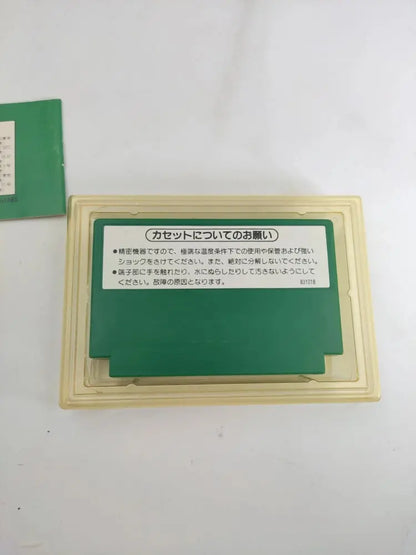 カセットについてのお願い
●精密機器ですので、極端な温度条件下での使用や保管および強い
ショックをさけてください。また、絶対に分解しないでください。
●端子部に手を触れたり、水にぬらしたりして汚さないようにして
ください。故障の原因となります。
831218